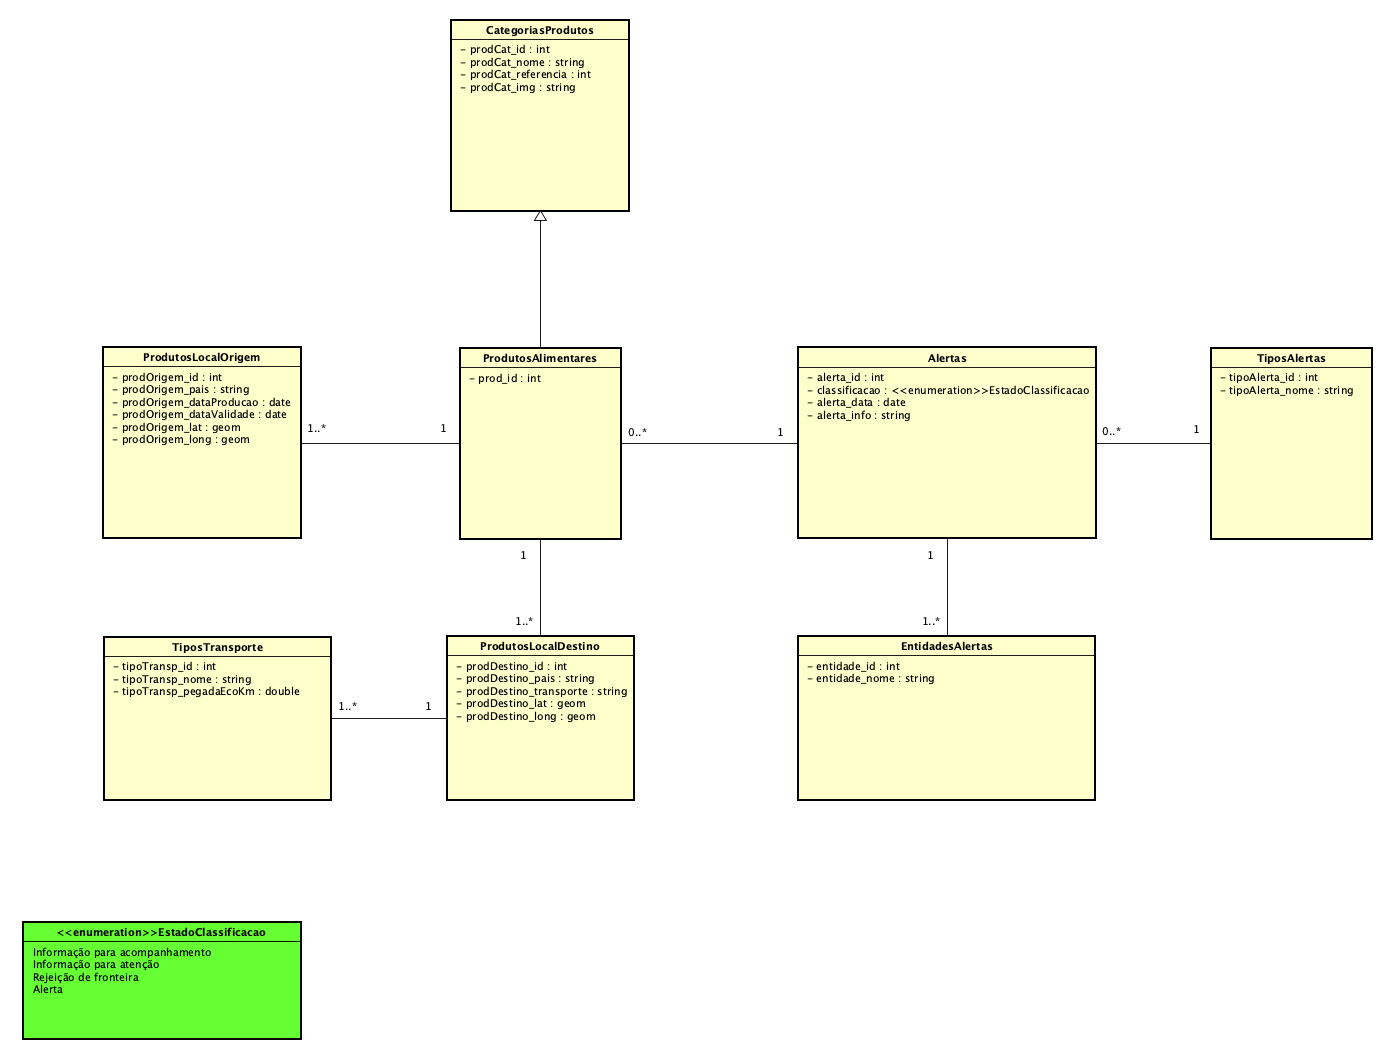 CategoriasProdutos
– prodCat_id : int
– prodCat_nome : string
– prodCat_referencia : int
– prodCat_img : string
ProdutosLocalOrigem
– prodOrigem_id : int
– prodOrigem_pais : string
– prodOrigem_dataProducao : date
– prodOrigem_dataValidade : date
– prodOrigem_lat : geom
– prodOrigem_long : geom
1..*
1
ProdutosAlimentares
– prod_id : int
0..*
1
Alertas
– alerta_id : int
– classificacao : <<enumeration>>EstadoClassificacao
– alerta_data : date
– alerta_info : string
0..*
1
TiposAlertas
– tipoAlerta_id : int
– tipoAlerta_nome : string
1
1..*
1
1..*
TiposTransporte
– tipoTransp_id : int
– tipoTransp_nome : string
– tipoTransp_pegadaEcoKm : double
1..*
1
ProdutosLocalDestino
– prodDestino_id : int
– prodDestino_pais : string
– prodDestino_transporte : string
– prodDestino_lat : geom
– prodDestino_long : geom
EntidadesAlertas
– entidade_id : int
– entidade_nome : string
<<enumeration>>EstadoClassificacao
Informação para acompanhamento
Informação para atenção
Rejeição de fronteira
Alerta